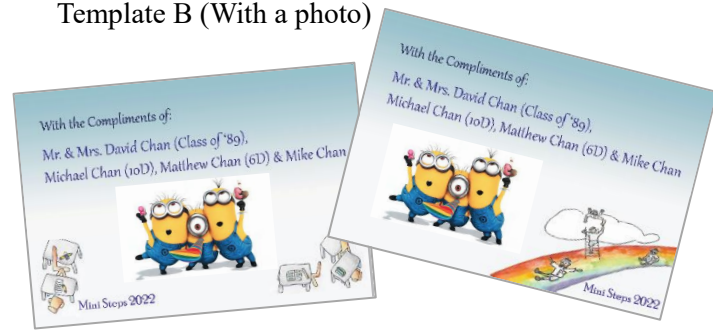 Template B (With a photo)
With the Compliments of:
Mr. & Mrs. David Chan (Class of ‘89),
Michael Chan (10D), Matthew Chan (6D) & Mike Chan
Mini Steps 2022
With the Compliments of:
Mr. & Mrs. David Chan (Class of ‘89),
Michael Chan (10D), Matthew Chan (6D) & Mike Chan
Mini Steps 2022